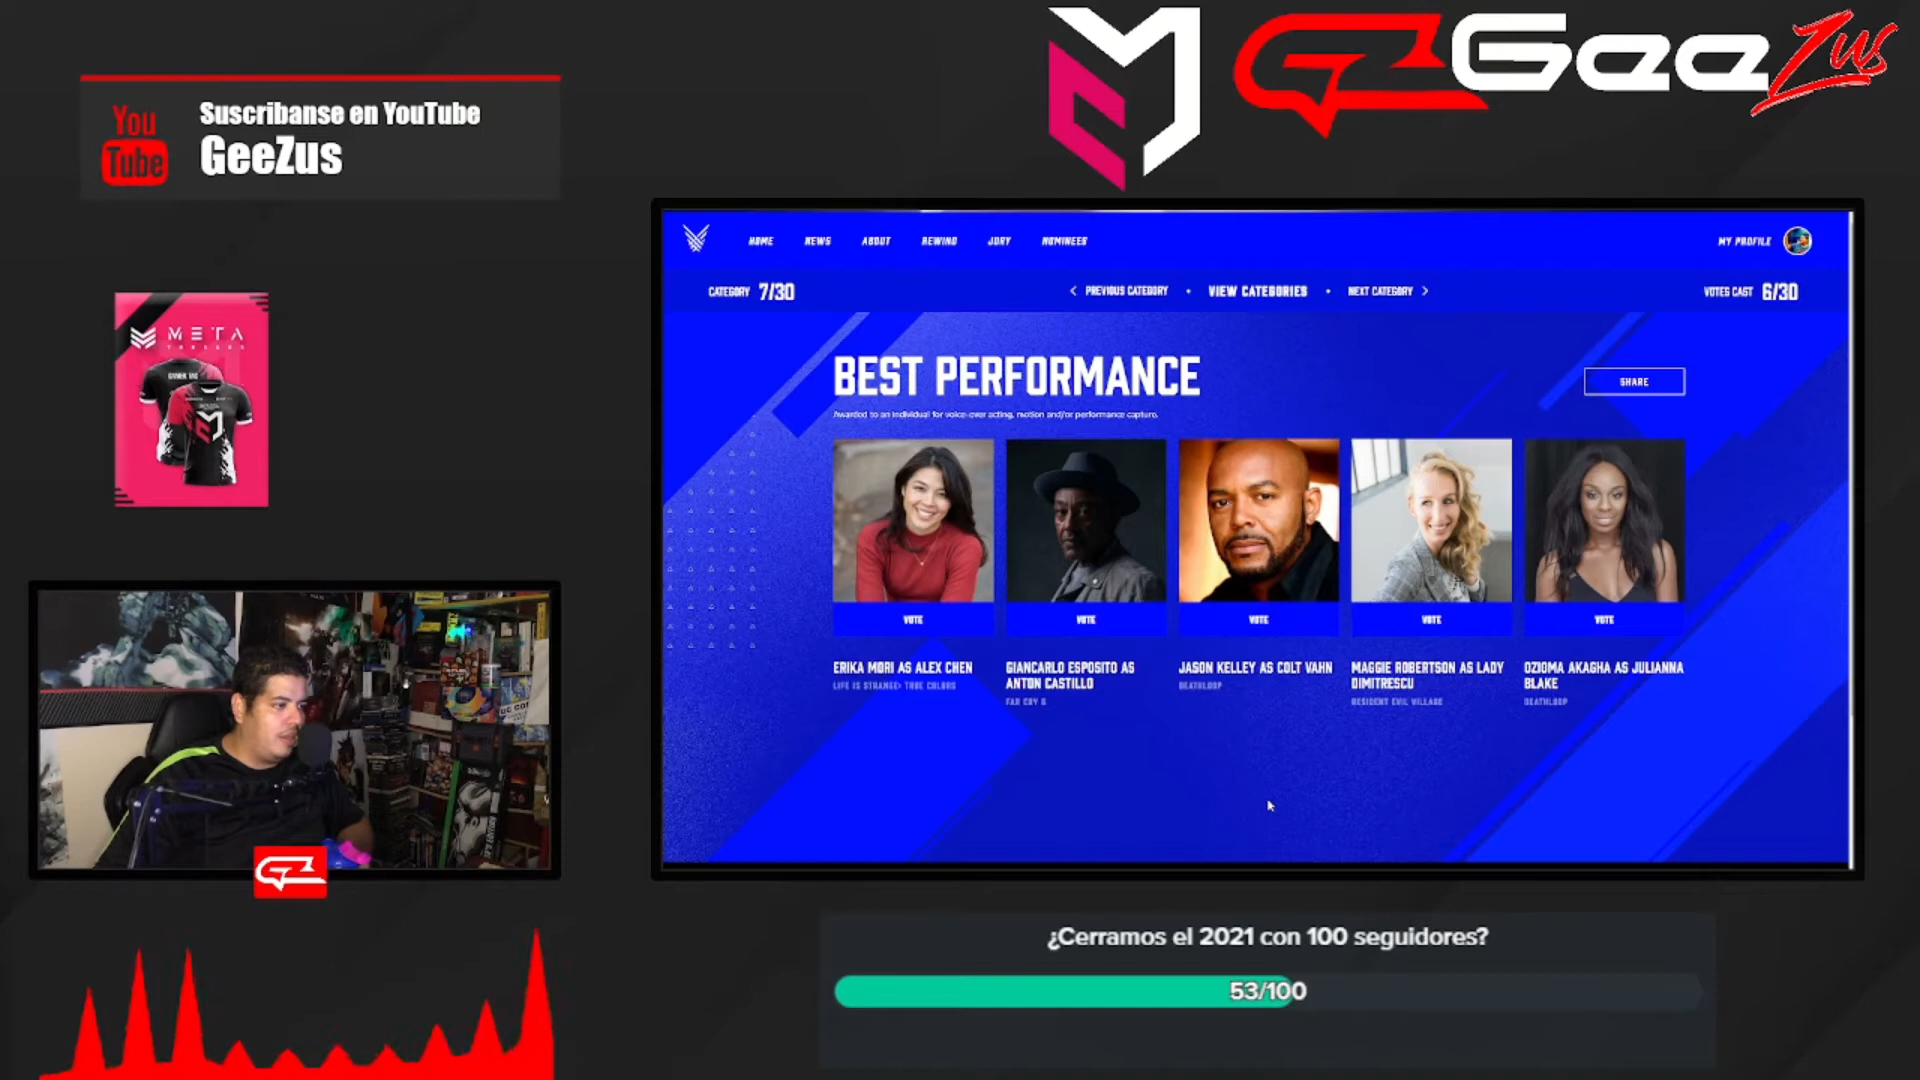 GeeZus
You
Tube
Suscribanse en YouTube
GeeZus
META
HOME NEWS ABOUT REWIND JURY NOMINEES
MY PROFILE
CATEGORY 7/30
PREVIOUS CATEGORY • VIEW CATEGORIES • NEXT CATEGORY
VOTES CAST 6/30
BEST PERFORMANCE
SHARE
Awarded to an individual for voice-over acting, motion and/or performance capture.
VOTE
VOTE
VOTE
VOTE
VOTE
ERIKA MORI AS ALEX CHEN
LIFE IS STRANGE: TRUE COLORS
GIANCARLO ESPOSITO AS
ANTON CASTILLO
FAR CRY 6
JASON KELLEY AS COLT VAHN
DEATHLOOP
MAGGIE ROBERTSON AS LADY
DIMITRESCU
RESIDENT EVIL VILLAGE
OZIOMA AKAGHA AS JULIANNA
BLAKE
DEATHLOOP
¿Cerramos el 2021 con 100 seguidores?
53/100